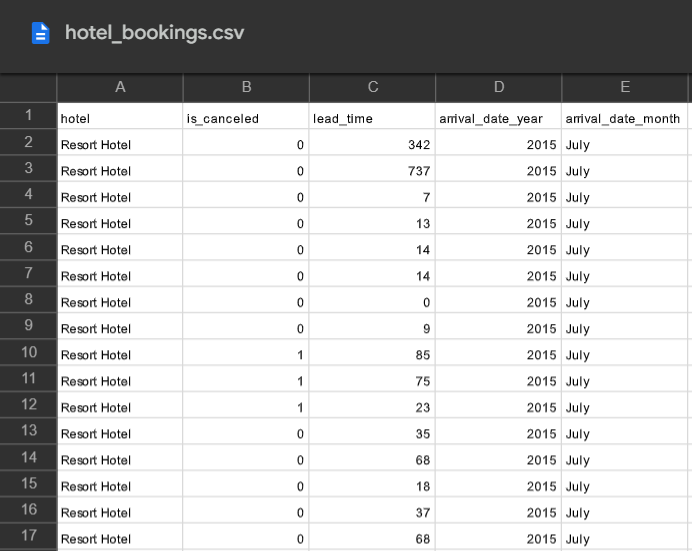 hotel_bookings.csv
A B C D E
1 hotel is_canceled lead_time arrival_date_year arrival_date_month
2 Resort Hotel 0 342 2015 July
3 Resort Hotel 0 737 2015 July
4 Resort Hotel 0 7 2015 July
5 Resort Hotel 0 13 2015 July
6 Resort Hotel 0 14 2015 July
7 Resort Hotel 0 14 2015 July
8 Resort Hotel 0 0 2015 July
9 Resort Hotel 0 9 2015 July
10 Resort Hotel 1 85 2015 July
11 Resort Hotel 1 75 2015 July
12 Resort Hotel 1 23 2015 July
13 Resort Hotel 0 35 2015 July
14 Resort Hotel 0 68 2015 July
15 Resort Hotel 0 18 2015 July
16 Resort Hotel 0 37 2015 July
17 Resort Hotel 0 68 2015 July